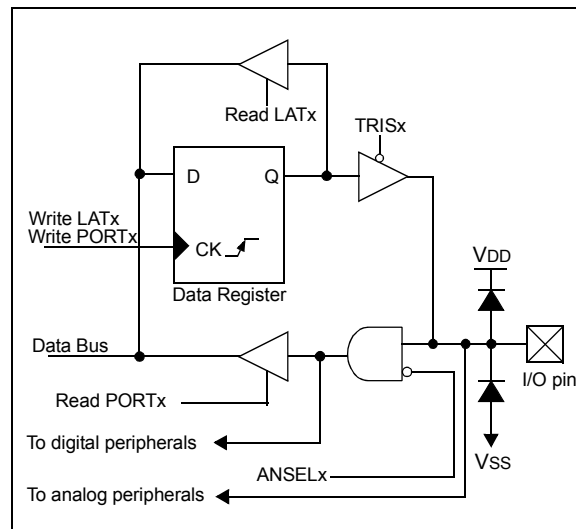 Read LATx
TRISx
D
Q
Write LATx
Write PORTx
CK
Data Register
VDD
Data Bus
I/O pin
Read PORTx
To digital peripherals
VSS
ANSELx
To analog peripherals